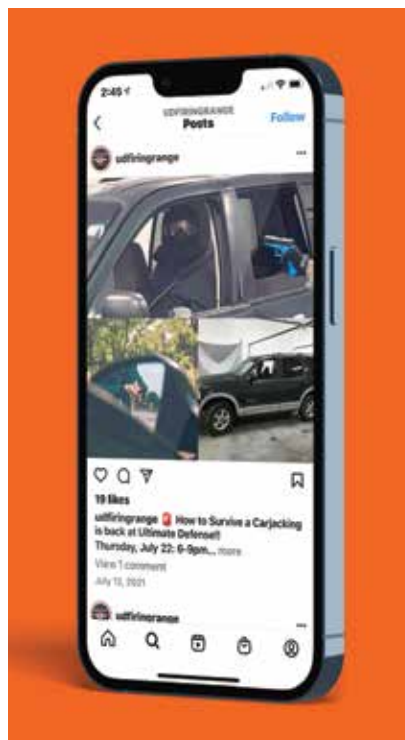 2:45
UDFIRINGRANGE
Posts
Follow
udfiringrange
19 likes
udfiringrange 🚨 How to Survive a Carjacking
is back at Ultimate Defense!!
Thursday, July 22: 6-9pm... more
View 1 comment
July 13, 2021
udfiringrange